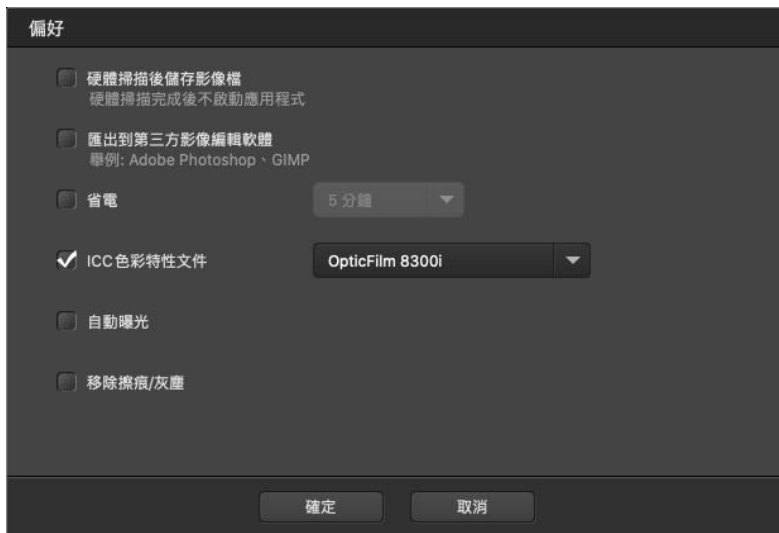 偏好
硬體掃描後儲存影像檔
硬體掃描完成後不啟動應用程式
匯出到第三方影像編輯軟體
舉例: Adobe Photoshop、GIMP
省電 5 分鐘
ICC色彩特性文件 OpticFilm 8300i
自動曝光
移除擦痕/灰塵
確定 取消